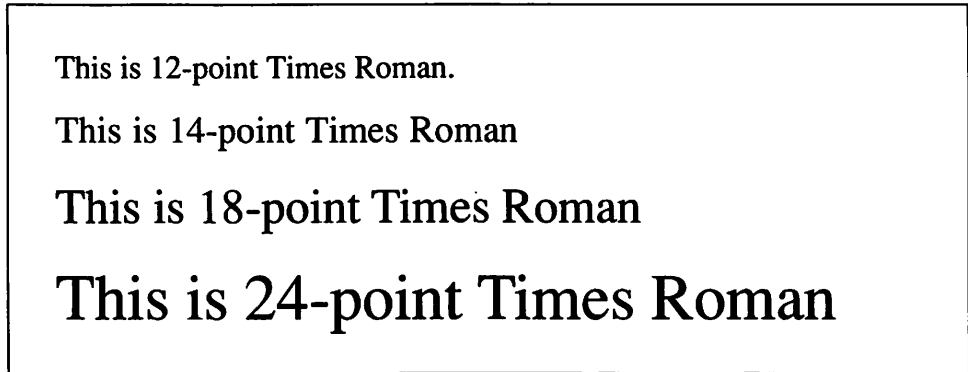 This is 12-point Times Roman.
This is 14-point Times Roman
This is 18-point Times Roman
This is 24-point Times Roman